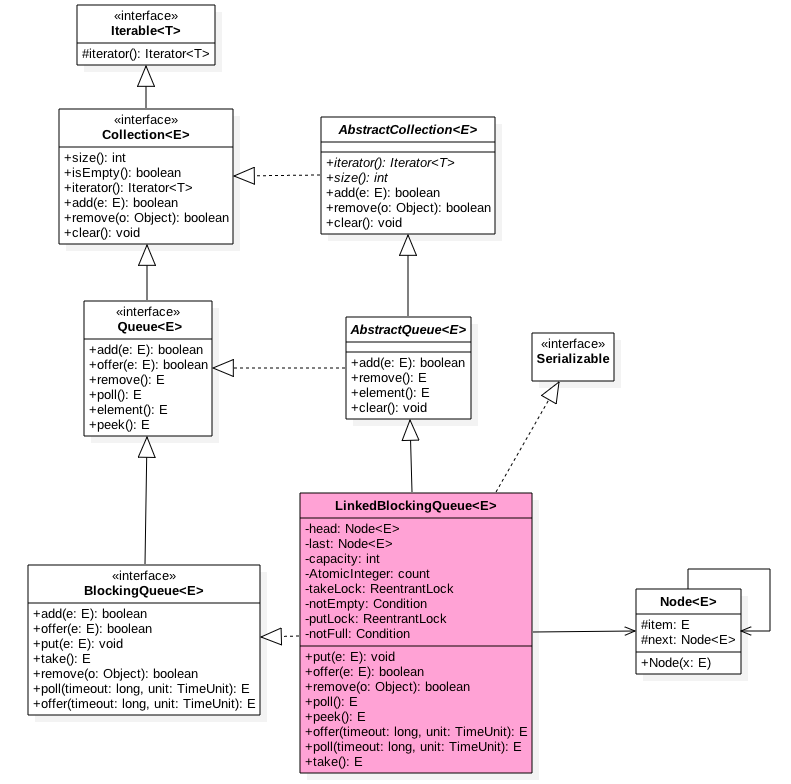 «interface»
Iterable<T>
#iterator(): Iterator<T>
«interface»
Collection<E>
+size(): int
+isEmpty(): boolean
+iterator(): Iterator<T>
+add(e: E): boolean
+remove(o: Object): boolean
+clear(): void
AbstractCollection<E>
+iterator(): Iterator<T>
+size(): int
+add(e: E): boolean
+remove(o: Object): boolean
+clear(): void
«interface»
Queue<E>
+add(e: E): boolean
+offer(e: E): boolean
+remove(): E
+poll(): E
+element(): E
+peek(): E
AbstractQueue<E>
+add(e: E): boolean
+remove(): E
+element(): E
+clear(): void
«interface»
Serializable
«interface»
BlockingQueue<E>
+add(e: E): boolean
+offer(e: E): boolean
+put(e: E): void
+take(): E
+remove(o: Object): boolean
+poll(timeout: long, unit: TimeUnit): E
+offer(timeout: long, unit: TimeUnit): E
LinkedBlockingQueue<E>
-head: Node<E>
-last: Node<E>
-capacity: int
-AtomicInteger: count
-takeLock: ReentrantLock
-notEmpty: Condition
-putLock: ReentrantLock
-notFull: Condition
+put(e: E): void
+offer(e: E): boolean
+remove(o: Object): boolean
+poll(): E
+peek(): E
+offer(timeout: long, unit: TimeUnit): E
+poll(timeout: long, unit: TimeUnit): E
+take(): E
Node<E>
#item: E
#next: Node<E>
+Node(x: E)